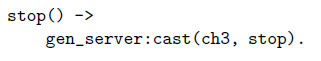 stop() ->
    gen_server:cast(ch3, stop).